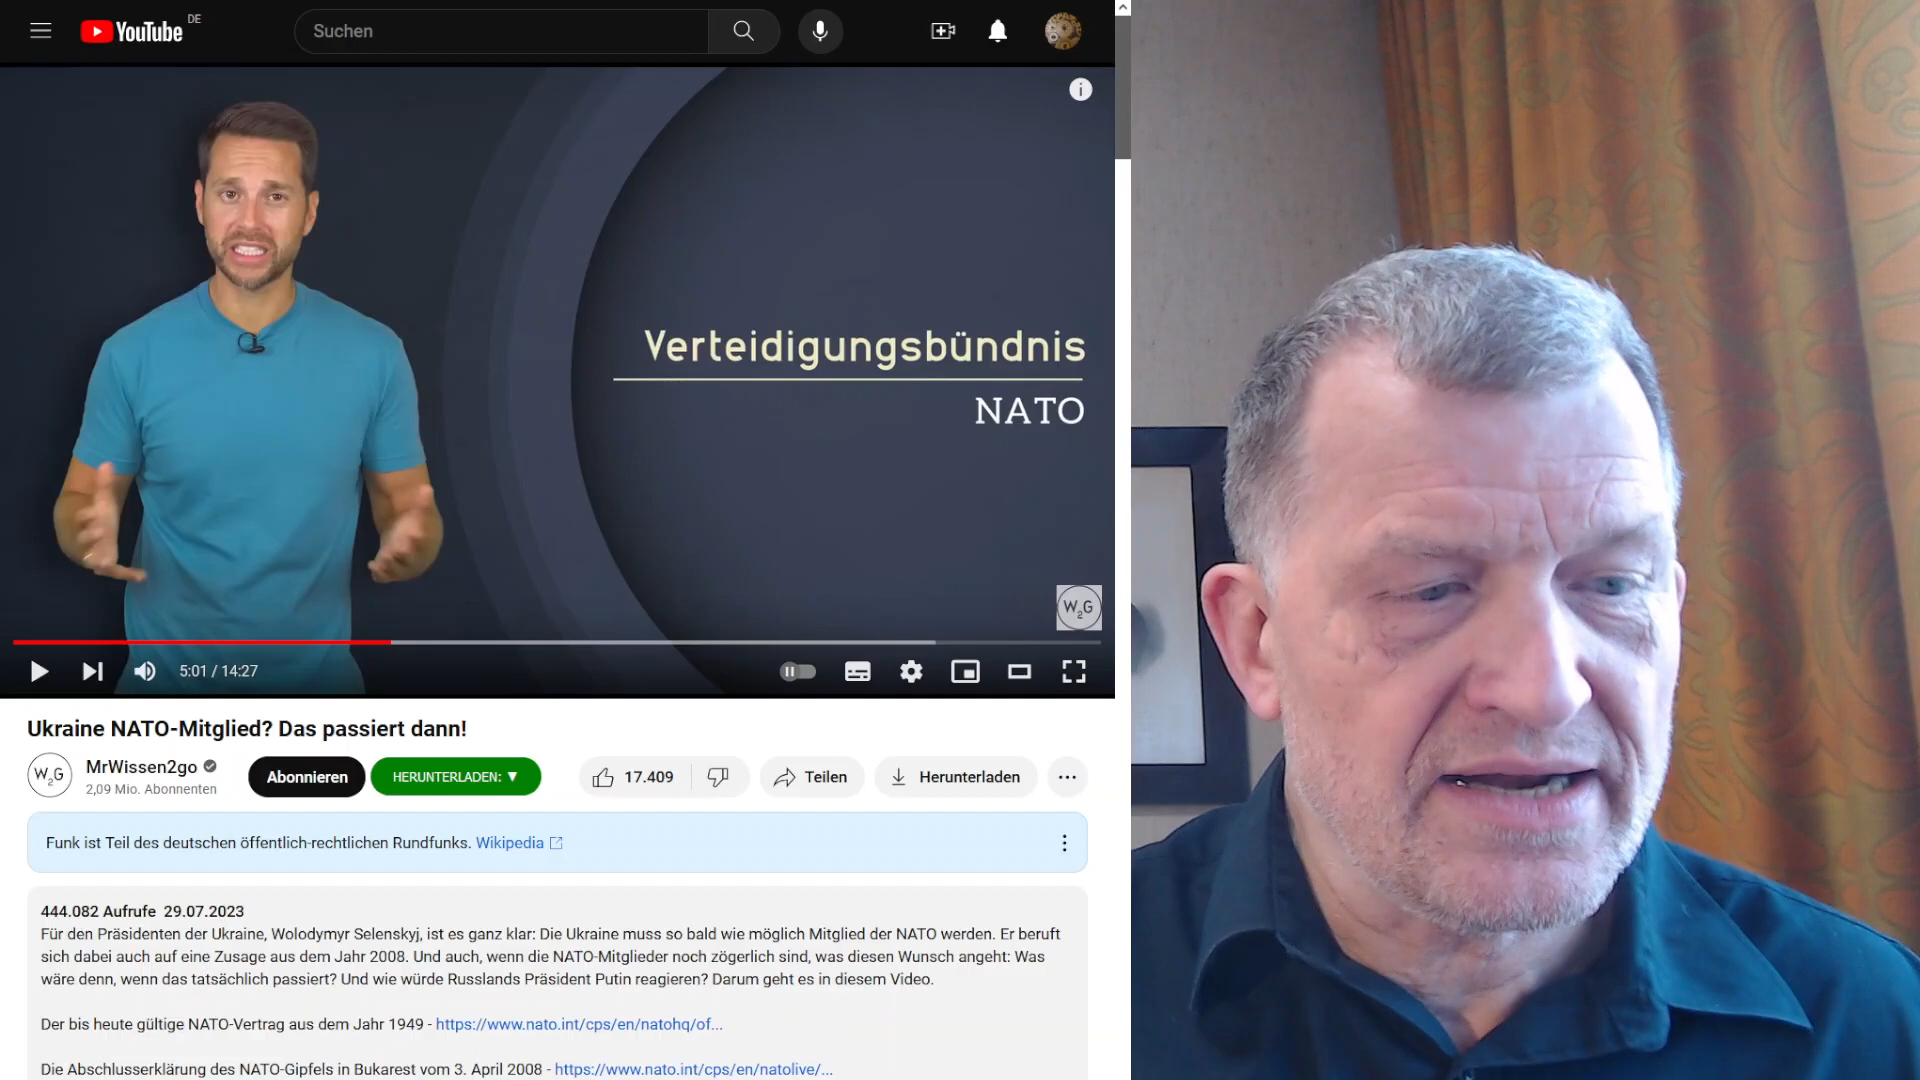 YouTube DE
Suchen
Verteidigungsbündnis
NATO
W2G
5:01 / 14:27
Ukraine NATO-Mitglied? Das passiert dann!
W2G
MrWissen2go
2,09 Mio. Abonnenten
Abonnieren
HERUNTERLADEN: ▼
17.409
Teilen
Herunterladen
Funk ist Teil des deutschen öffentlich-rechtlichen Rundfunks. Wikipedia
444.082 Aufrufe 29.07.2023
Für den Präsidenten der Ukraine, Wolodymyr Selenskyj, ist es ganz klar: Die Ukraine muss so bald wie möglich Mitglied der NATO werden. Er beruft
sich dabei auch auf eine Zusage aus dem Jahr 2008. Und auch, wenn die NATO-Mitglieder noch zögerlich sind, was diesen Wunsch angeht: Was
wäre denn, wenn das tatsächlich passiert? Und wie würde Russlands Präsident Putin reagieren? Darum geht es in diesem Video.
Der bis heute gültige NATO-Vertrag aus dem Jahr 1949 - https://www.nato.int/cps/en/natohq/of...
Die Abschlusserklärung des NATO-Gipfels in Bukarest vom 3. April 2008 - https://www.nato.int/cps/en/natolive/...